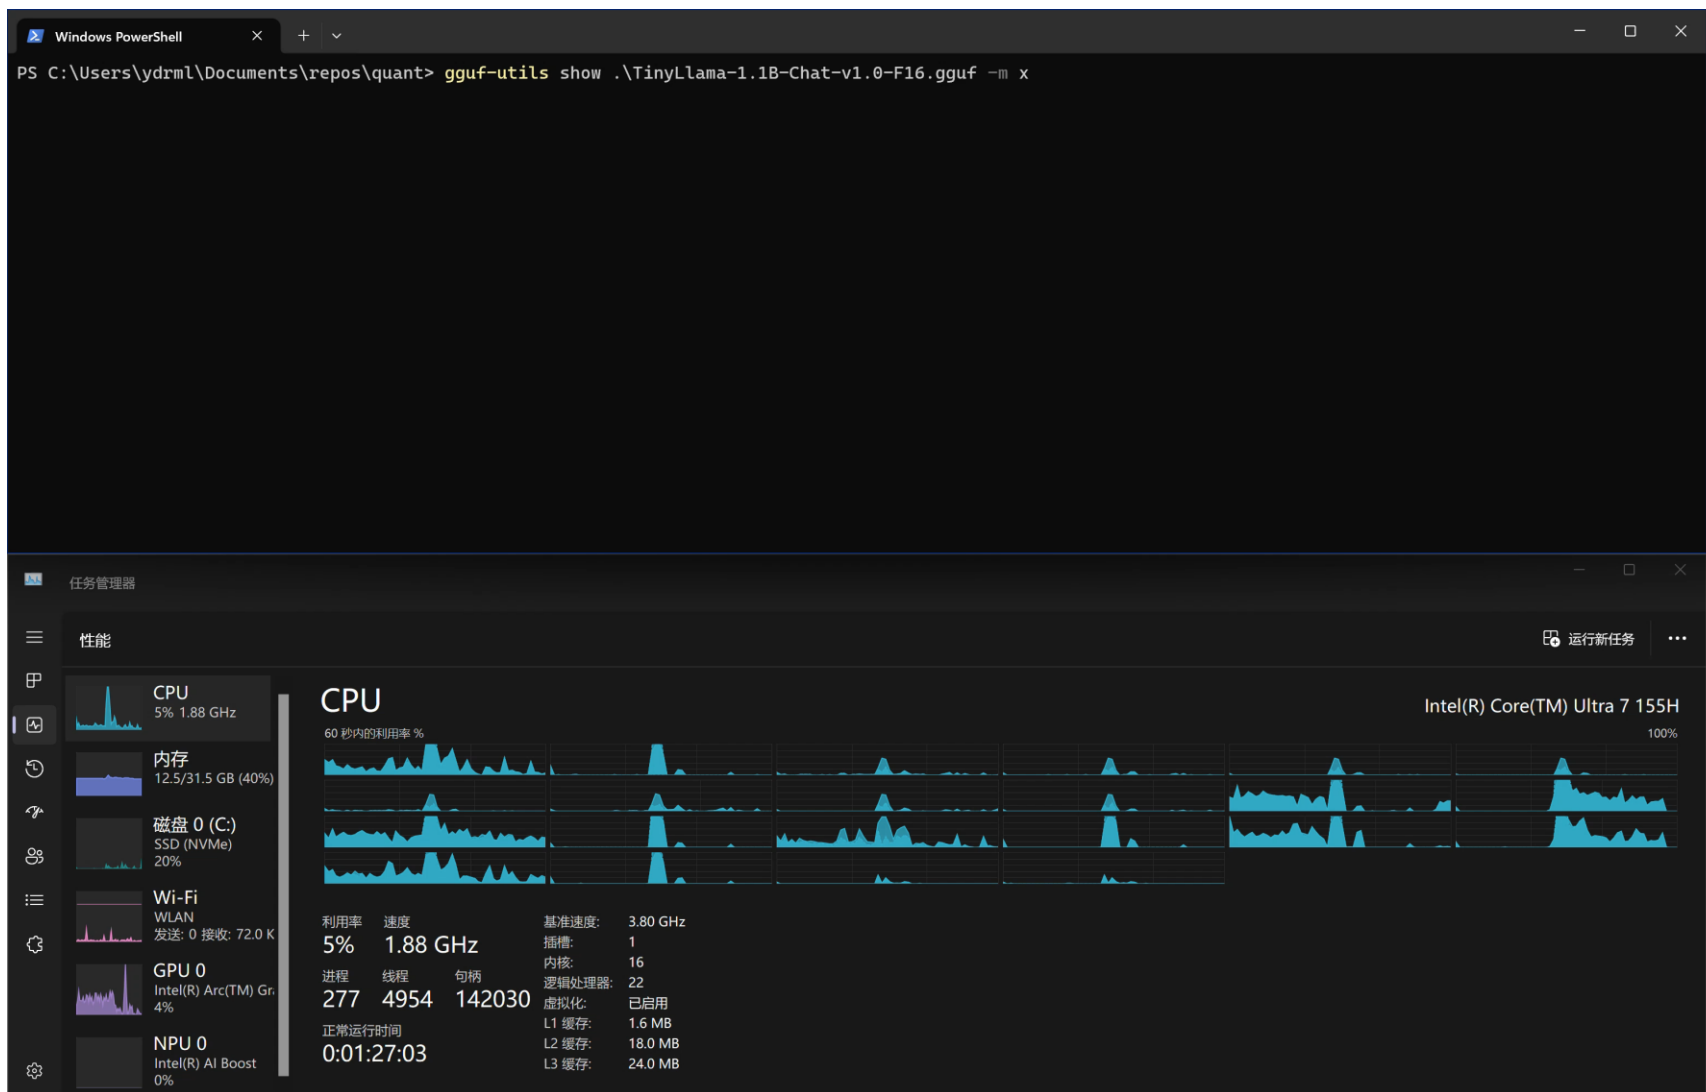 Windows PowerShell
PS C:\Users\ydrml\Documents\repos\quant> gguf-utils show .\TinyLlama-1.1B-Chat-v1.0-F16.gguf -m x
任务管理器
性能
运行新任务
CPU
5% 1.88 GHz
内存
12.5/31.5 GB (40%)
磁盘 0 (C:)
SSD (NVMe)
20%
Wi-Fi
WLAN
发送: 0 接收: 72.0 K
GPU 0
Intel(R) Arc(TM) Gr
4%
NPU 0
Intel(R) AI Boost
0%
CPU
Intel(R) Core(TM) Ultra 7 155H
60 秒内的利用率 %
100%
利用率 速度
5% 1.88 GHz
进程 线程 句柄
277 4954 142030
正常运行时间
0:01:27:03
基准速度: 3.80 GHz
插槽: 1
内核: 16
逻辑处理器: 22
虚拟化: 已启用
L1 缓存: 1.6 MB
L2 缓存: 18.0 MB
L3 缓存: 24.0 MB